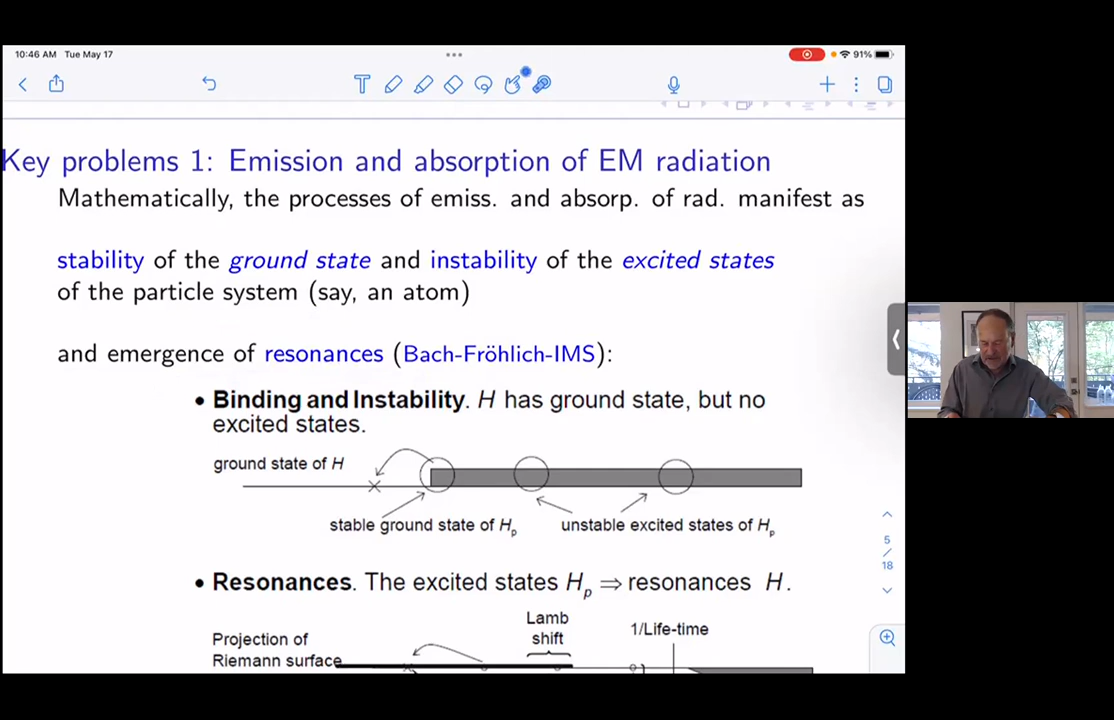 10:46 AM Tue May 17
91%
Key problems 1: Emission and absorption of EM radiation
Mathematically, the processes of emiss. and absorp. of rad. manifest as
stability of the ground state and instability of the excited states
of the particle system (say, an atom)
and emergence of resonances (Bach-Fröhlich-IMS):
• Binding and Instability. H has ground state, but no
excited states.
ground state of H
stable ground state of Hp
unstable excited states of Hp
5
/
18
• Resonances. The excited states Hp ⇒ resonances H.
Lamb
shift
1/Life-time
Projection of
Riemann surface